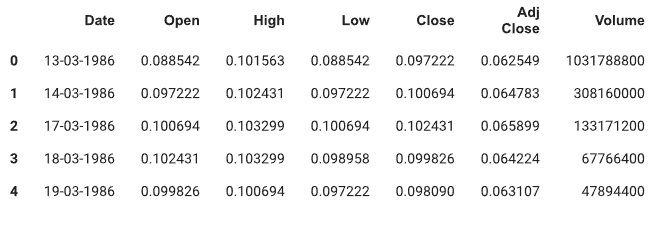 Date Open High Low Close Adj Close Volume
0 13-03-1986 0.088542 0.101563 0.088542 0.097222 0.062549 1031788800
1 14-03-1986 0.097222 0.102431 0.097222 0.100694 0.064783 308160000
2 17-03-1986 0.100694 0.103299 0.100694 0.102431 0.065899 133171200
3 18-03-1986 0.102431 0.103299 0.098958 0.099826 0.064224 67766400
4 19-03-1986 0.099826 0.100694 0.097222 0.098090 0.063107 47894400